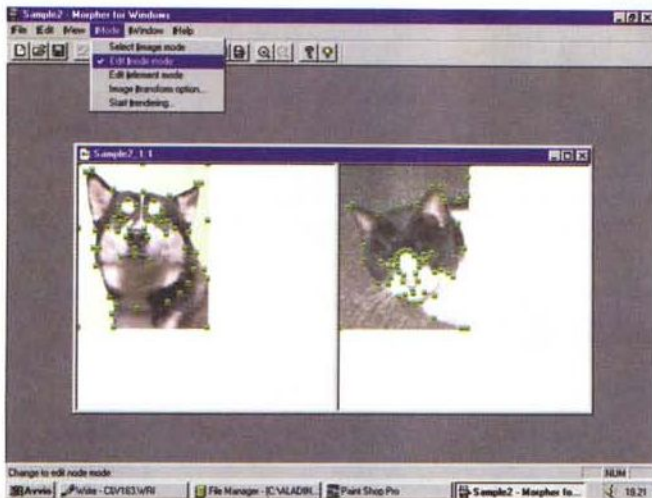 Sample2 - Morpher for Windows
File Edit View Mode Window Help
Select Image mode
Edit node mode
Edit element mode
Image transform option...
Start rendering...
Sample2_1:1
Change to edit node mode
NUM
Avvio
Write - CGV163.WRI
File Manager - [C:\ALADIN...
Paint Shop Pro
Sample2 - Morpher fo...
18.21